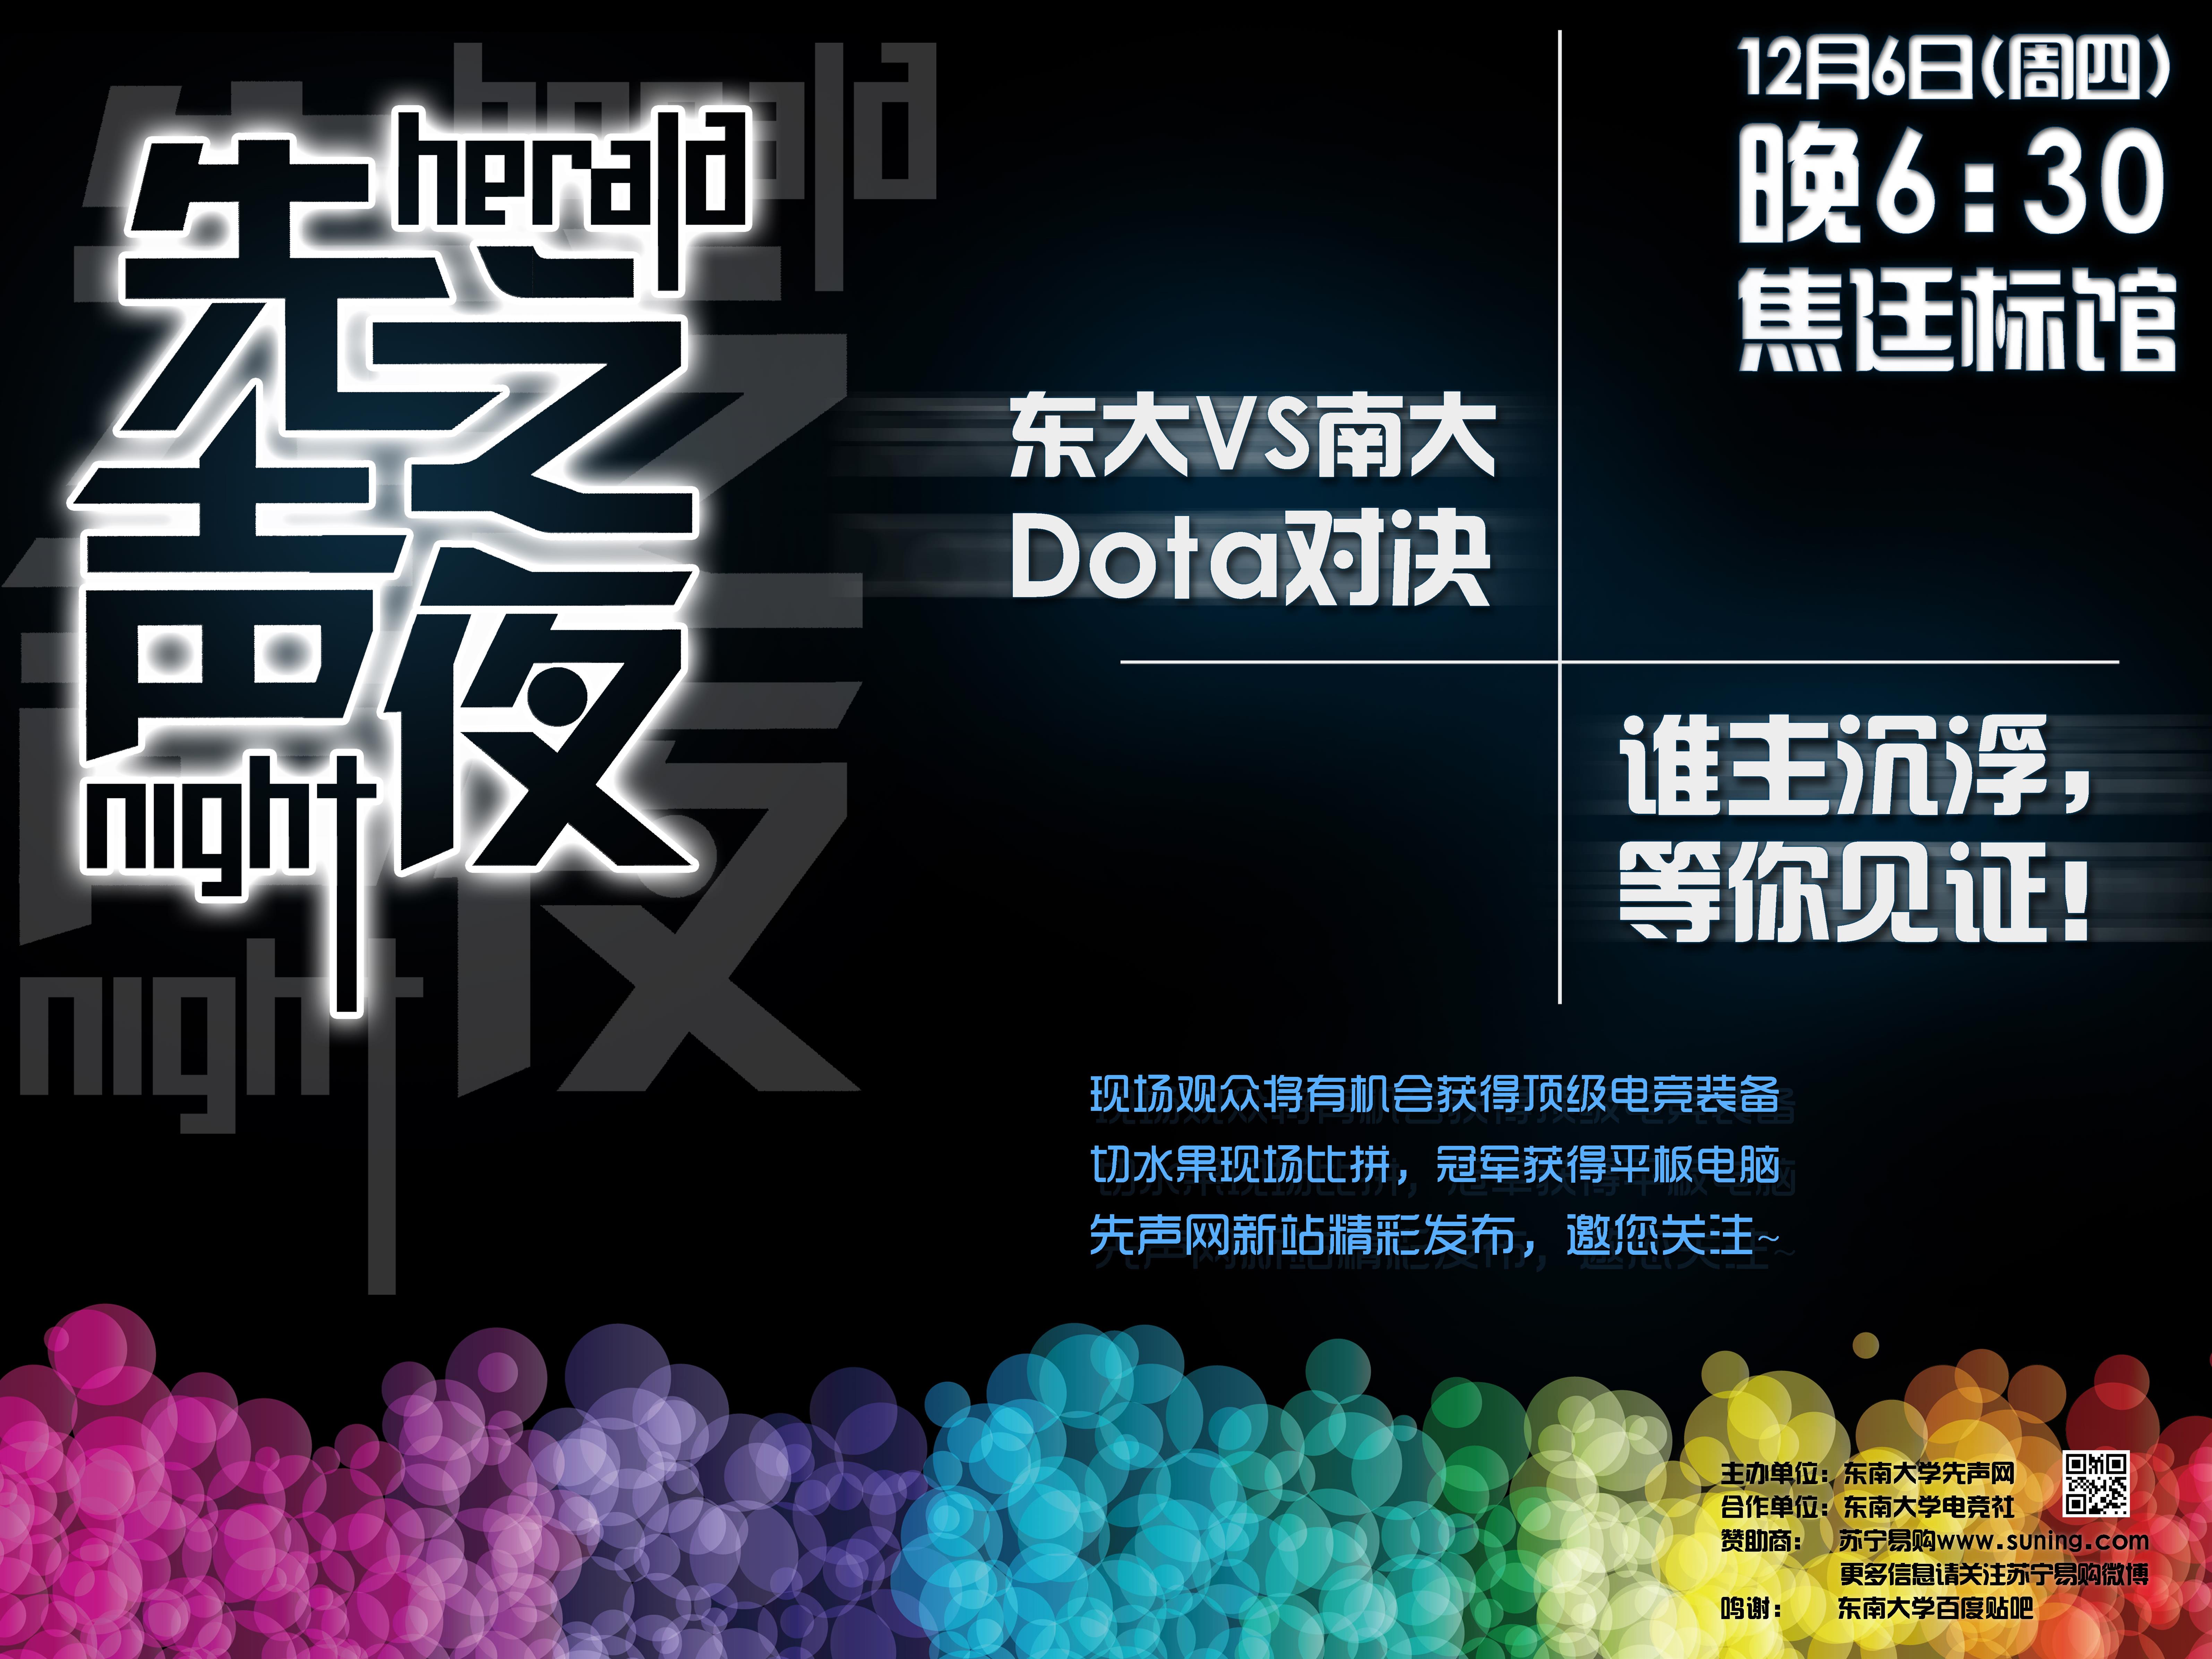 herald
先之
声夜
night
12月6日(周四)
晚6:30
焦廷标馆
东大VS南大
Dota对决
谁主沉浮，
等你见证!
现场观众将有机会获得顶级电竞装备
切水果现场比拼，冠军获得平板电脑
先声网新站精彩发布，邀您关注~
主办单位：东南大学先声网
合作单位：东南大学电竞社
赞助商： 苏宁易购www.suning.com
更多信息请关注苏宁易购微博
鸣谢： 东南大学百度贴吧